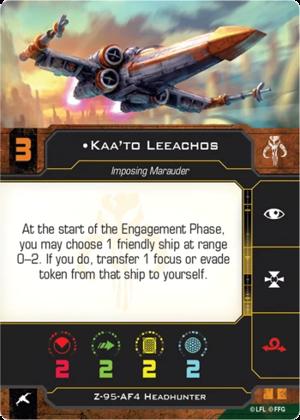 3
•Kaa'to Leeachos
Imposing Marauder
At the start of the Engagement Phase,
you may choose 1 friendly ship at range
0–2. If you do, transfer 1 focus or evade
token from that ship to yourself.
2 2 2 2
Z-95-AF4 Headhunter
©LFL ©FFG